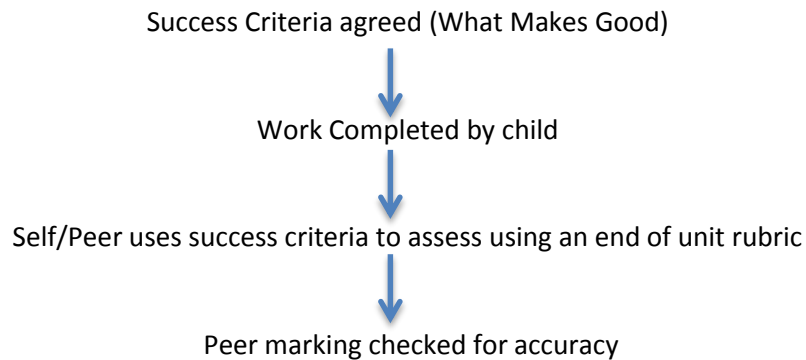 Success Criteria agreed (What Makes Good)
Work Completed by child
Self/Peer uses success criteria to assess using an end of unit rubric
Peer marking checked for accuracy